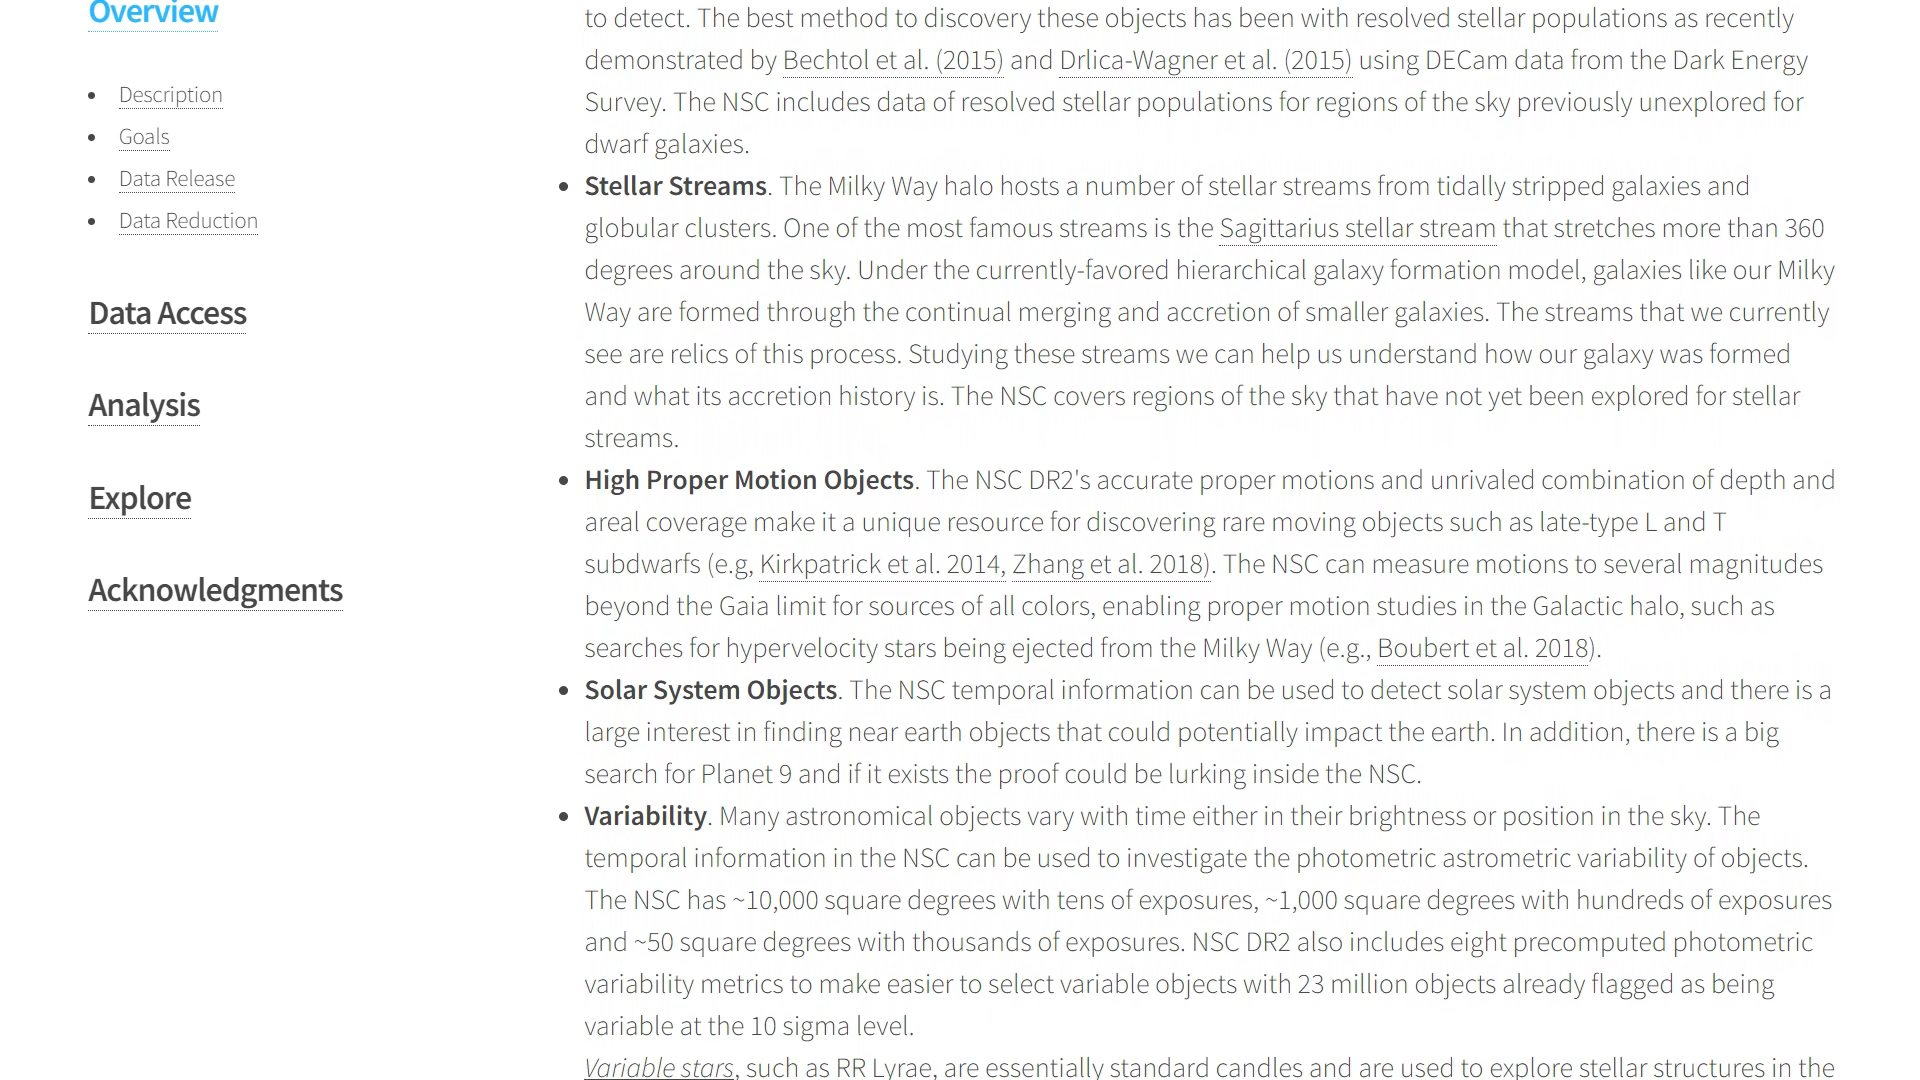 Overview
Description
Goals
Data Release
Data Reduction
Data Access
Analysis
Explore
Acknowledgments
to detect. The best method to discovery these objects has been with resolved stellar populations as recently
demonstrated by Bechtol et al. (2015) and Drlica-Wagner et al. (2015) using DECam data from the Dark Energy
Survey. The NSC includes data of resolved stellar populations for regions of the sky previously unexplored for
dwarf galaxies.
Stellar Streams. The Milky Way halo hosts a number of stellar streams from tidally stripped galaxies and
globular clusters. One of the most famous streams is the Sagittarius stellar stream that stretches more than 360
degrees around the sky. Under the currently-favored hierarchical galaxy formation model, galaxies like our Milky
Way are formed through the continual merging and accretion of smaller galaxies. The streams that we currently
see are relics of this process. Studying these streams we can help us understand how our galaxy was formed
and what its accretion history is. The NSC covers regions of the sky that have not yet been explored for stellar
streams.
High Proper Motion Objects. The NSC DR2's accurate proper motions and unrivaled combination of depth and
areal coverage make it a unique resource for discovering rare moving objects such as late-type L and T
subdwarfs (e.g, Kirkpatrick et al. 2014, Zhang et al. 2018). The NSC can measure motions to several magnitudes
beyond the Gaia limit for sources of all colors, enabling proper motion studies in the Galactic halo, such as
searches for hypervelocity stars being ejected from the Milky Way (e.g., Boubert et al. 2018).
Solar System Objects. The NSC temporal information can be used to detect solar system objects and there is a
large interest in finding near earth objects that could potentially impact the earth. In addition, there is a big
search for Planet 9 and if it exists the proof could be lurking inside the NSC.
Variability. Many astronomical objects vary with time either in their brightness or position in the sky. The
temporal information in the NSC can be used to investigate the photometric astrometric variability of objects.
The NSC has ~10,000 square degrees with tens of exposures, ~1,000 square degrees with hundreds of exposures
and ~50 square degrees with thousands of exposures. NSC DR2 also includes eight precomputed photometric
variability metrics to make easier to select variable objects with 23 million objects already flagged as being
variable at the 10 sigma level.
Variable stars, such as RR Lyrae, are essentially standard candles and are used to explore stellar structures in the